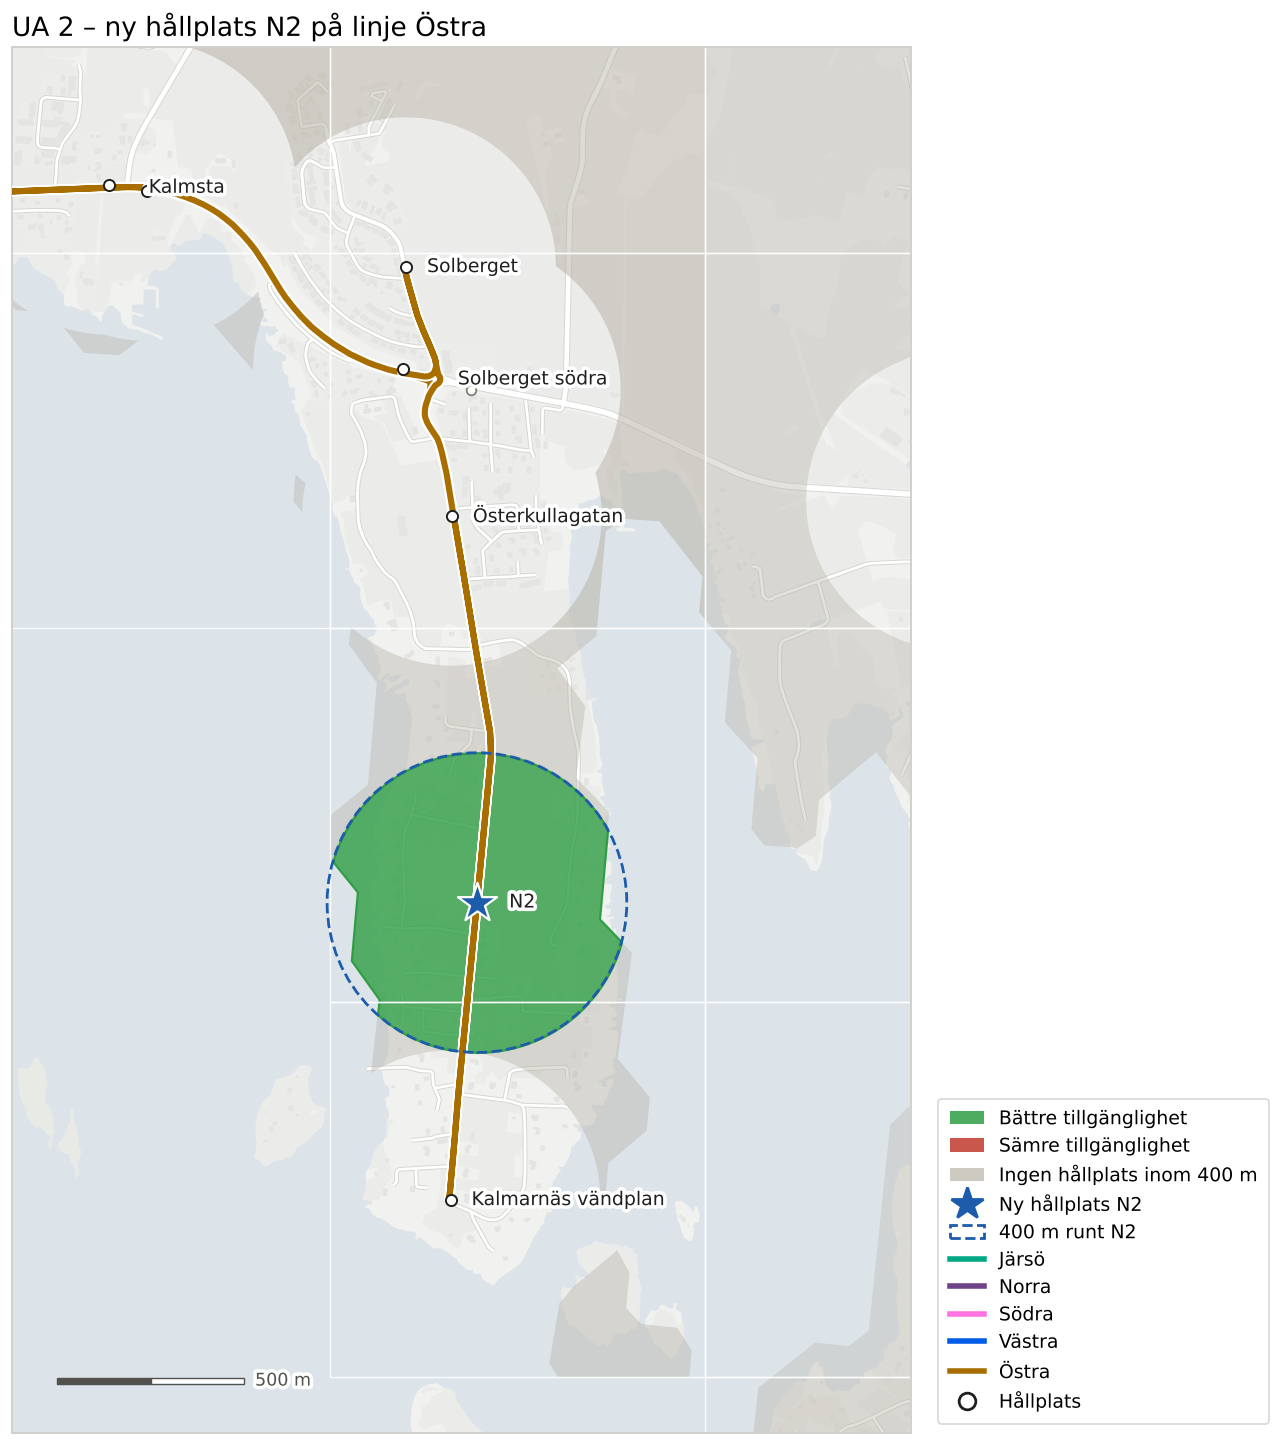 UA 2 – ny hållplats N2 på linje Östra
Kalmsta
Solberget
Solberget södra
Österkullagatan
N2
Kalmarnäs vändplan
500 m
Bättre tillgänglighet
Sämre tillgänglighet
Ingen hållplats inom 400 m
Ny hållplats N2
400 m runt N2
Järsö
Norra
Södra
Västra
Östra
Hållplats